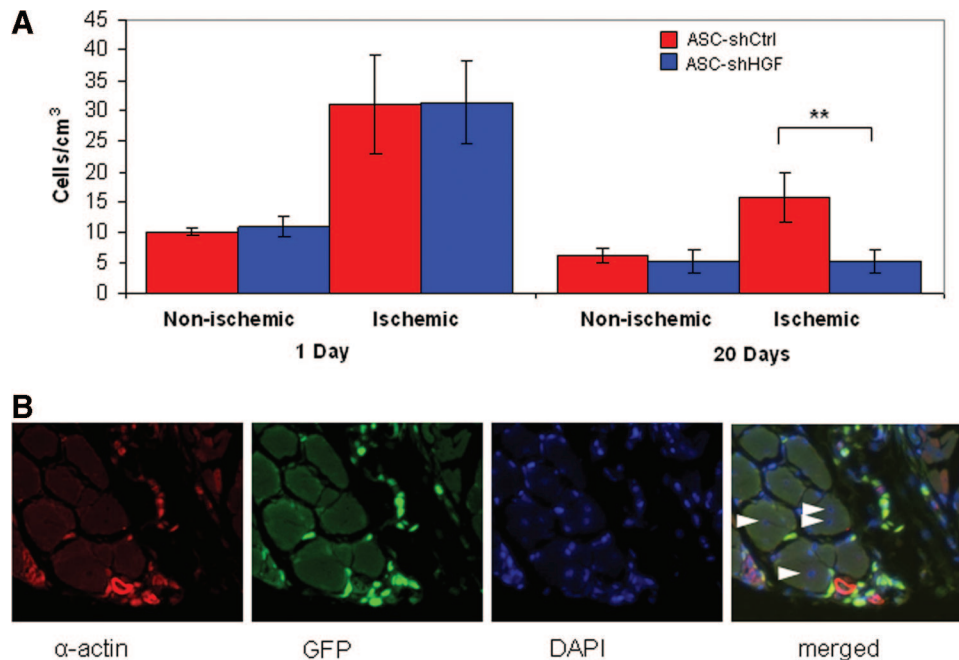 A
Cells/cm³
45
40
35
30
25
20
15
10
5
0
ASC-shCtrl
ASC-shHGF
**
Non-ischemic
Ischemic
Non-ischemic
Ischemic
1 Day
20 Days
B
α-actin
GFP
DAPI
merged